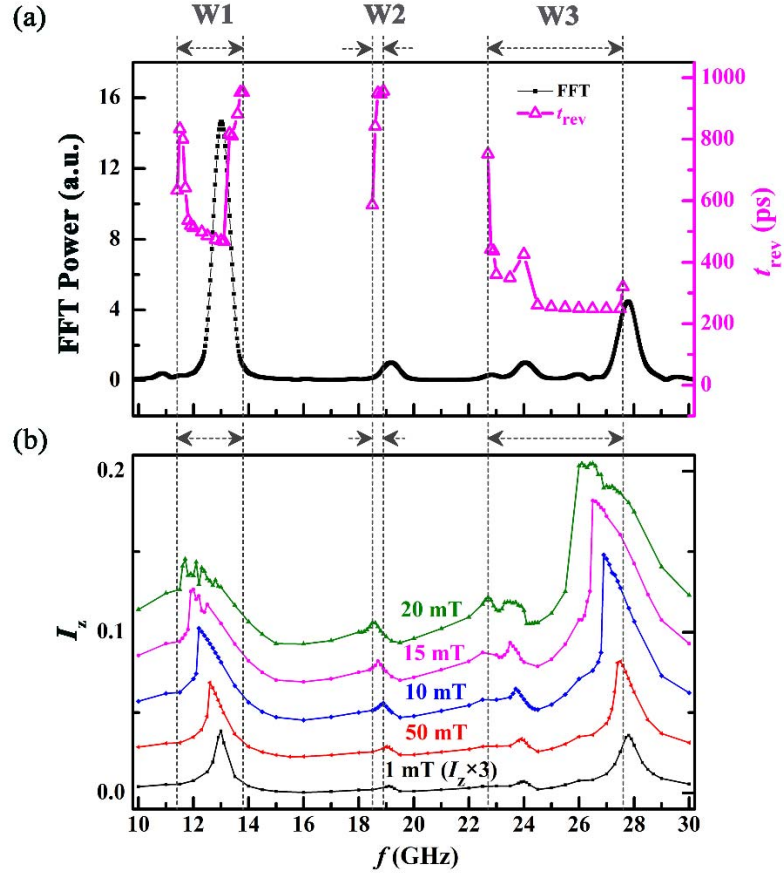 (a)
W1 W2 W3
16
12
8
4
0
FFT Power (a.u.)
FFT
t_rev
1000
800
600
400
200
0
t_rev (ps)
(b)
0.2
0.1
0.0
I_z
20 mT
15 mT
10 mT
50 mT
1 mT (I_z×3)
10 12 14 16 18 20 22 24 26 28 30
f (GHz)